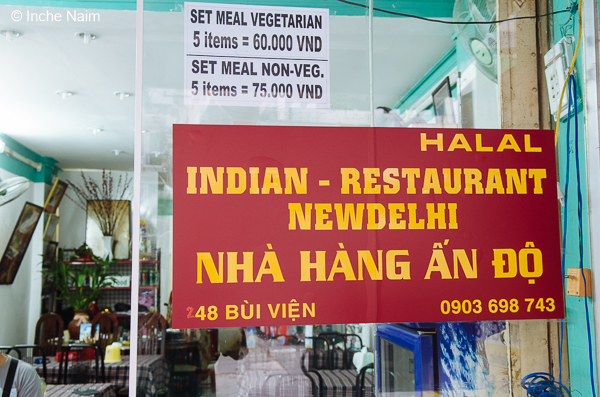 © Inche Naim
SET MEAL VEGETARIAN
5 items = 60.000 VND
SET MEAL NON-VEG.
5 items = 75.000 VND
HALAL
INDIAN - RESTAURANT
NEWDELHI
NHÀ HÀNG ẤN ĐỘ
248 BÙI VIỆN 0903 698 743